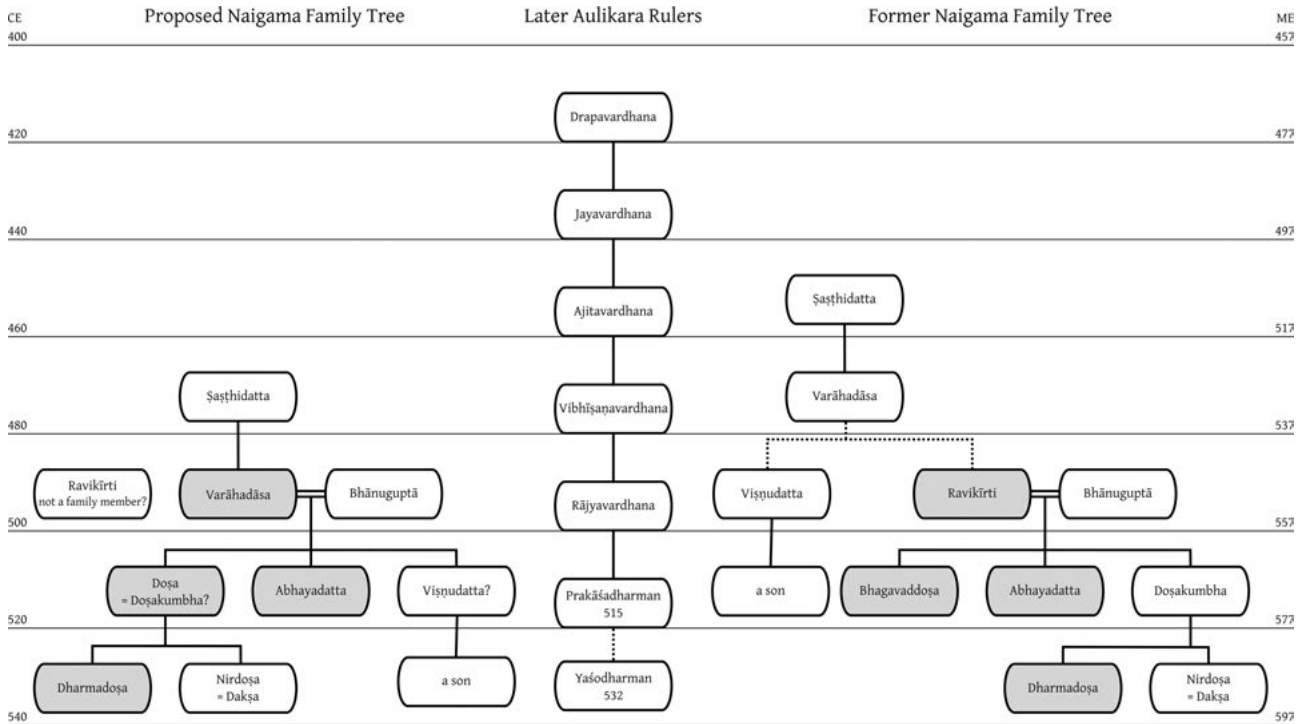 CE
Proposed Naigama Family Tree
Later Aulikara Rulers
Former Naigama Family Tree
ME
400
457
Drapavardhana
420
477
Jayavardhana
440
497
Ṣaṣṭhidatta
Ajitavardhana
460
517
Ṣaṣṭhidatta
Vibhīṣaṇavardhana
Varāhadāsa
480
537
Ravikīrti
not a family member?
Varāhadāsa
Bhānuguptā
Rājyavardhana
Viṣṇudatta
Ravikīrti
Bhānuguptā
500
557
Doṣa
= Doṣakumbha?
Abhayadatta
Viṣṇudatta?
Prakāśadharman
515
a son
Bhagavaddoṣa
Abhayadatta
Doṣakumbha
520
577
Dharmadoṣa
Nirdoṣa
= Dakṣa
a son
Yaśodharman
532
Dharmadoṣa
Nirdoṣa
= Dakṣa
540
597